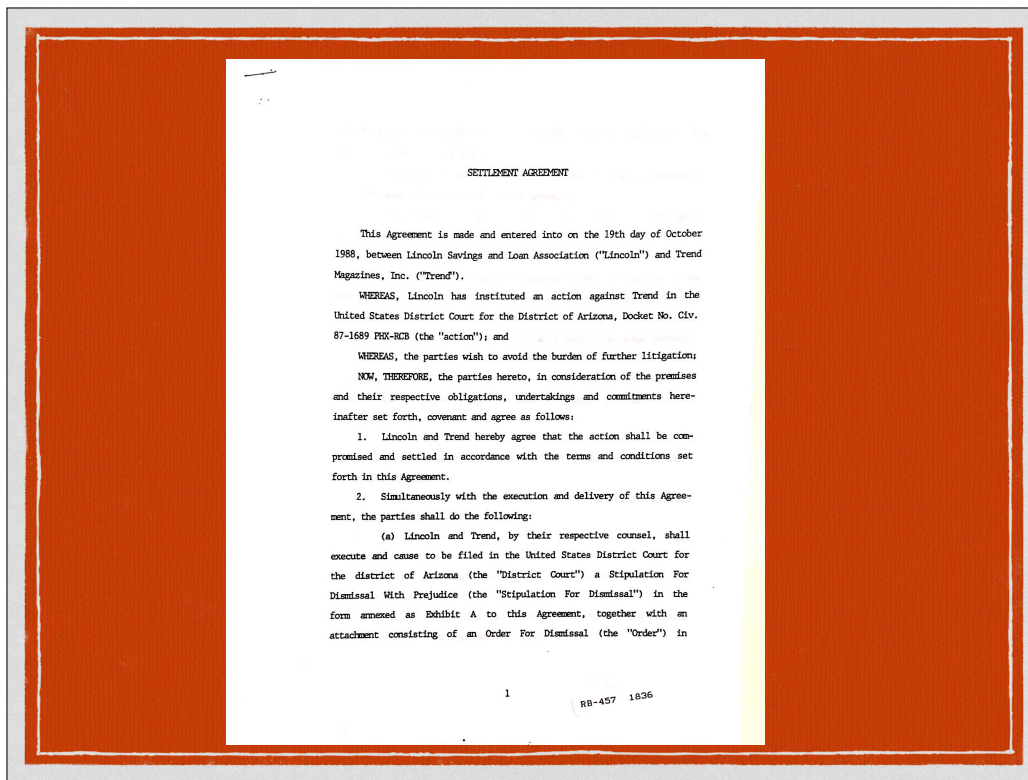 SETTLEMENT AGREEMENT
This Agreement is made and entered into on the 19th day of October
1988, between Lincoln Savings and Loan Association ("Lincoln") and Trend
Magazines, Inc. ("Trend").
WHEREAS, Lincoln has instituted an action against Trend in the
United States District Court for the District of Arizona, Docket No. Civ.
87-1689 PHX-RCB (the "action"); and
WHEREAS, the parties wish to avoid the burden of further litigation;
NOW, THEREFORE, the parties hereto, in consideration of the premises
and their respective obligations, undertakings and commitments here-
inafter set forth, covenant and agree as follows:
1. Lincoln and Trend hereby agree that the action shall be com-
promised and settled in accordance with the terms and conditions set
forth in this Agreement.
2. Simultaneously with the execution and delivery of this Agree-
ment, the parties shall do the following:
(a) Lincoln and Trend, by their respective counsel, shall
execute and cause to be filed in the United States District Court for
the district of Arizona (the "District Court") a Stipulation For
Dismissal With Prejudice (the "Stipulation For Dismissal") in the
form annexed as Exhibit A to this Agreement, together with an
attachment consisting of an Order For Dismissal (the "Order") in
1
RB-457 1836